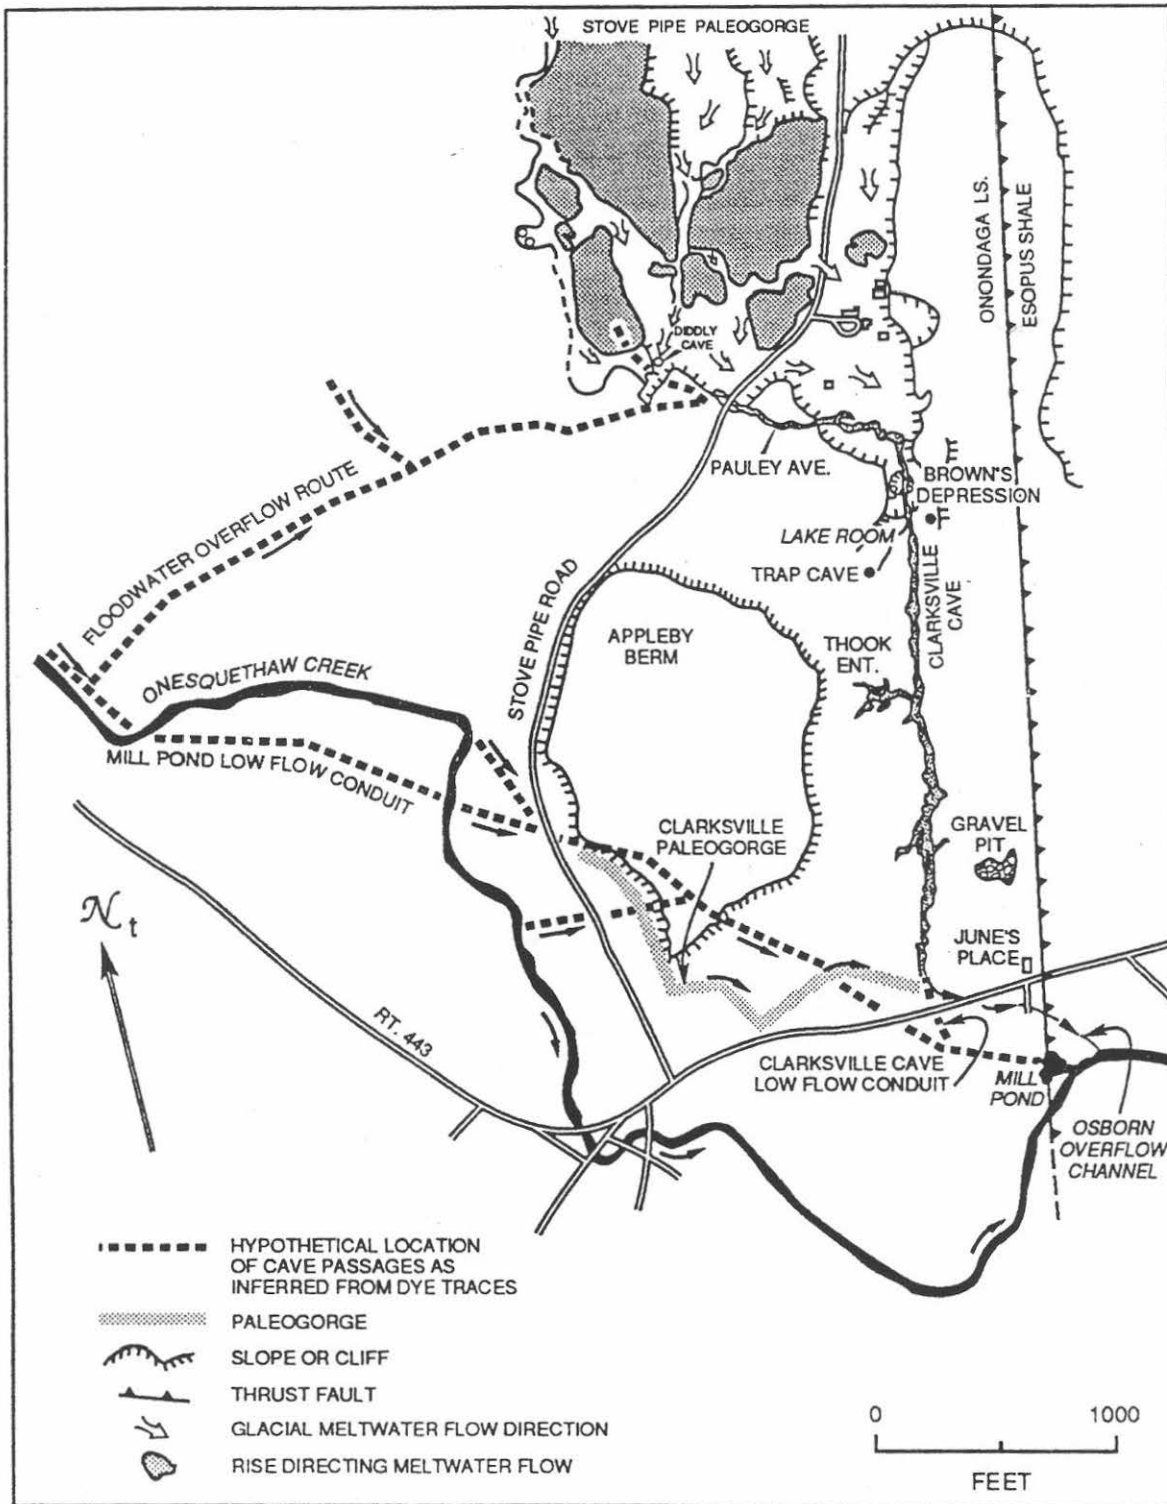 STOVE PIPE PALEOGORGE
ONONDAGA LS.
ESOPUS SHALE
DIDDLY
CAVE
PAULEY AVE.
BROWN'S
DEPRESSION
LAKE ROOM
TRAP CAVE
CLARKSVILLE
CAVE
FLOODWATER OVERFLOW ROUTE
STOVE PIPE ROAD
APPLEBY
BERM
THOOK
ENT.
ONESQUETHAW CREEK
MILL POND LOW FLOW CONDUIT
CLARKSVILLE
PALEOGORGE
GRAVEL
PIT
N t
JUNE'S
PLACE
RT. 443
CLARKSVILLE CAVE
LOW FLOW CONDUIT
MILL
POND
OSBORN
OVERFLOW
CHANNEL
HYPOTHETICAL LOCATION
OF CAVE PASSAGES AS
INFERRED FROM DYE TRACES
PALEOGORGE
SLOPE OR CLIFF
THRUST FAULT
GLACIAL MELTWATER FLOW DIRECTION
RISE DIRECTING MELTWATER FLOW
0 1000
FEET